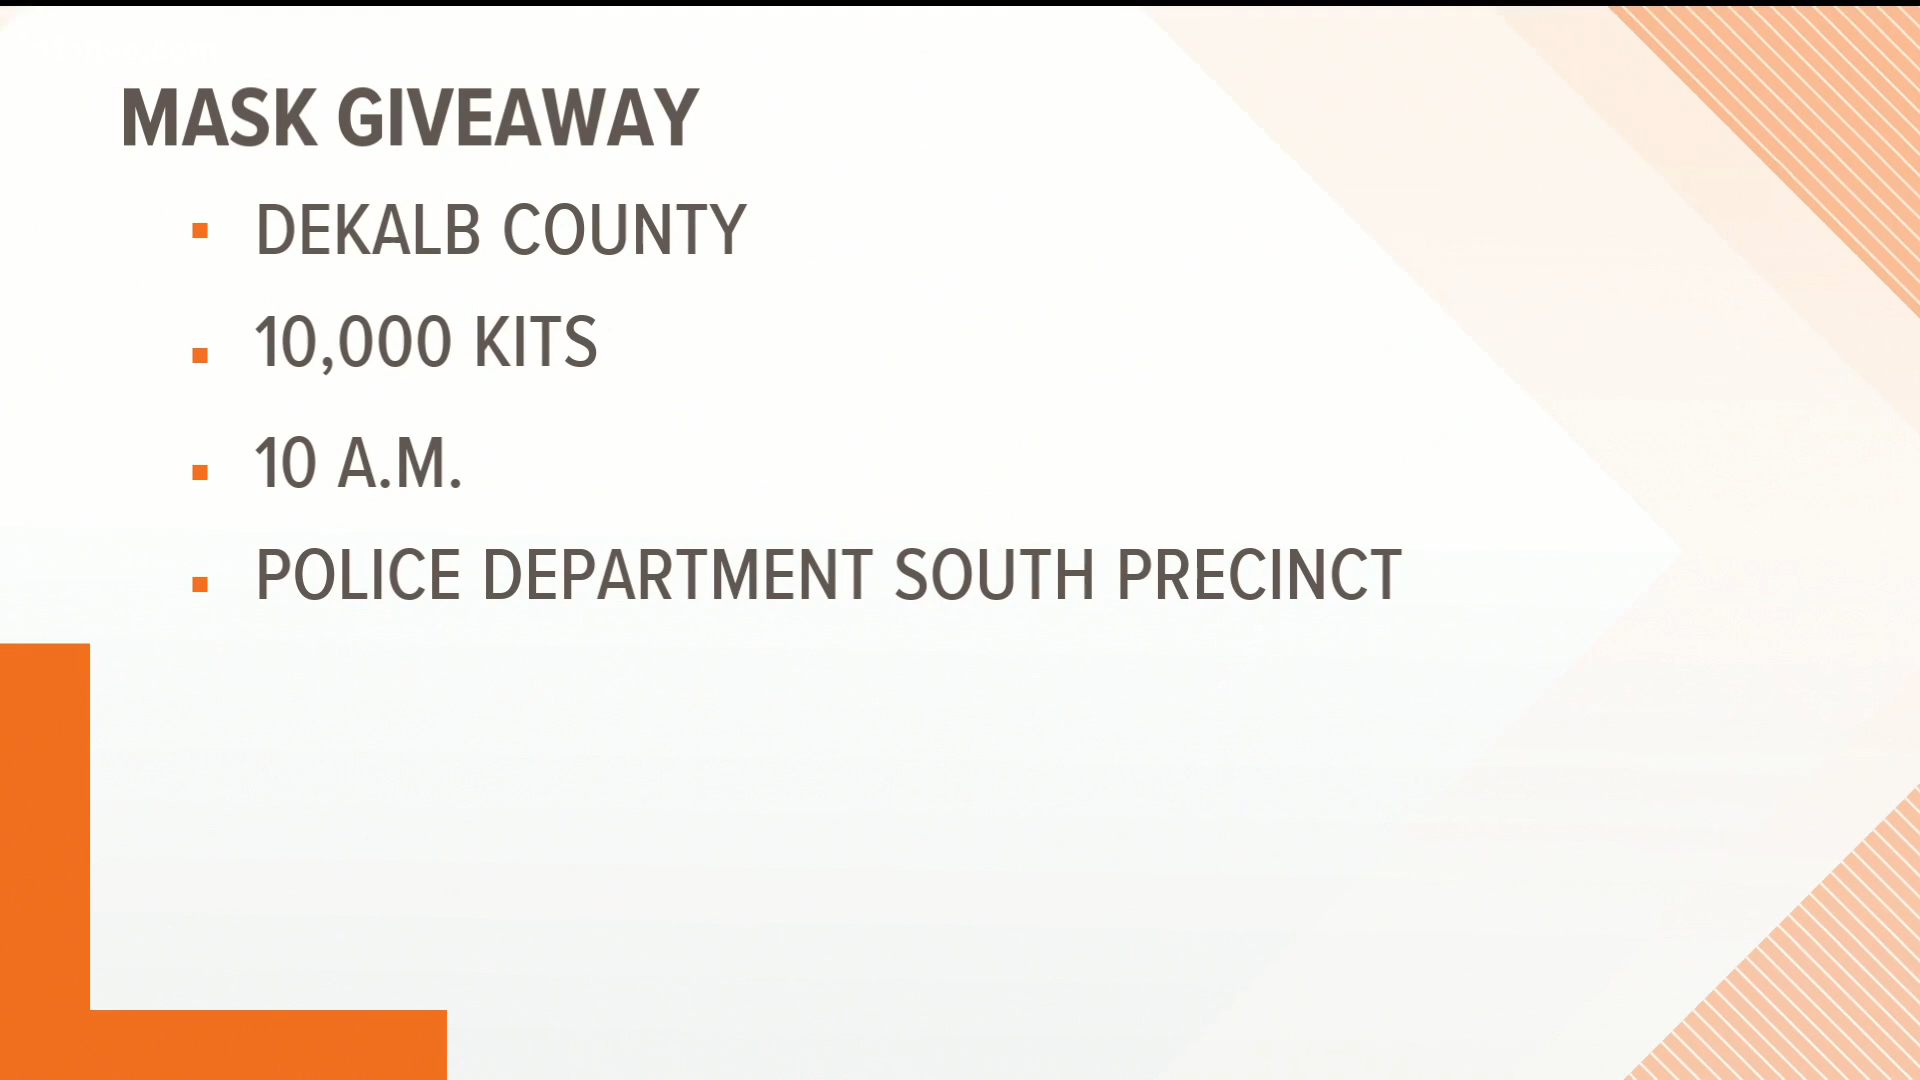 MASK GIVEAWAY
DEKALB COUNTY
10,000 KITS
10 A.M.
POLICE DEPARTMENT SOUTH PRECINCT